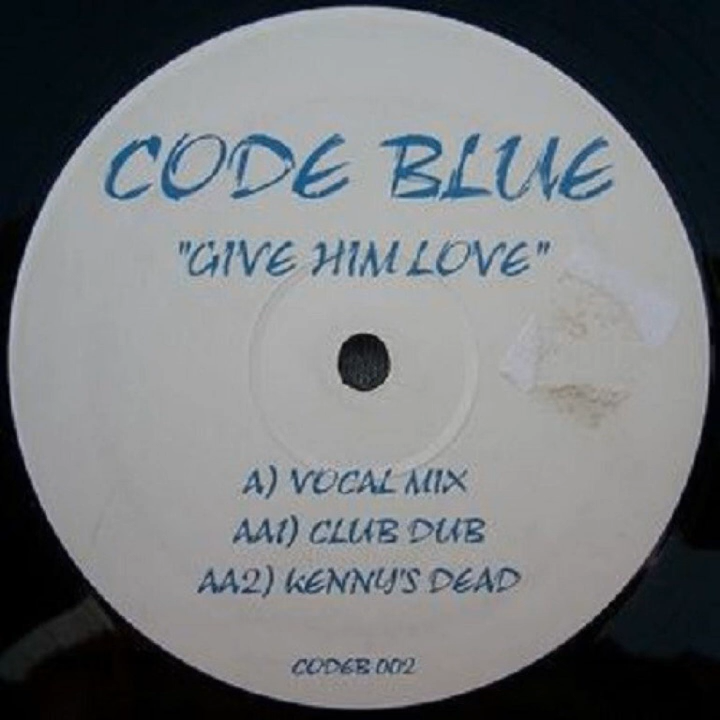 CODE BLUE
"GIVE HIM LOVE"
A) VOCAL MIX
AA1) CLUB DUB
AA2) KENNY'S DEAD
CODEB 002